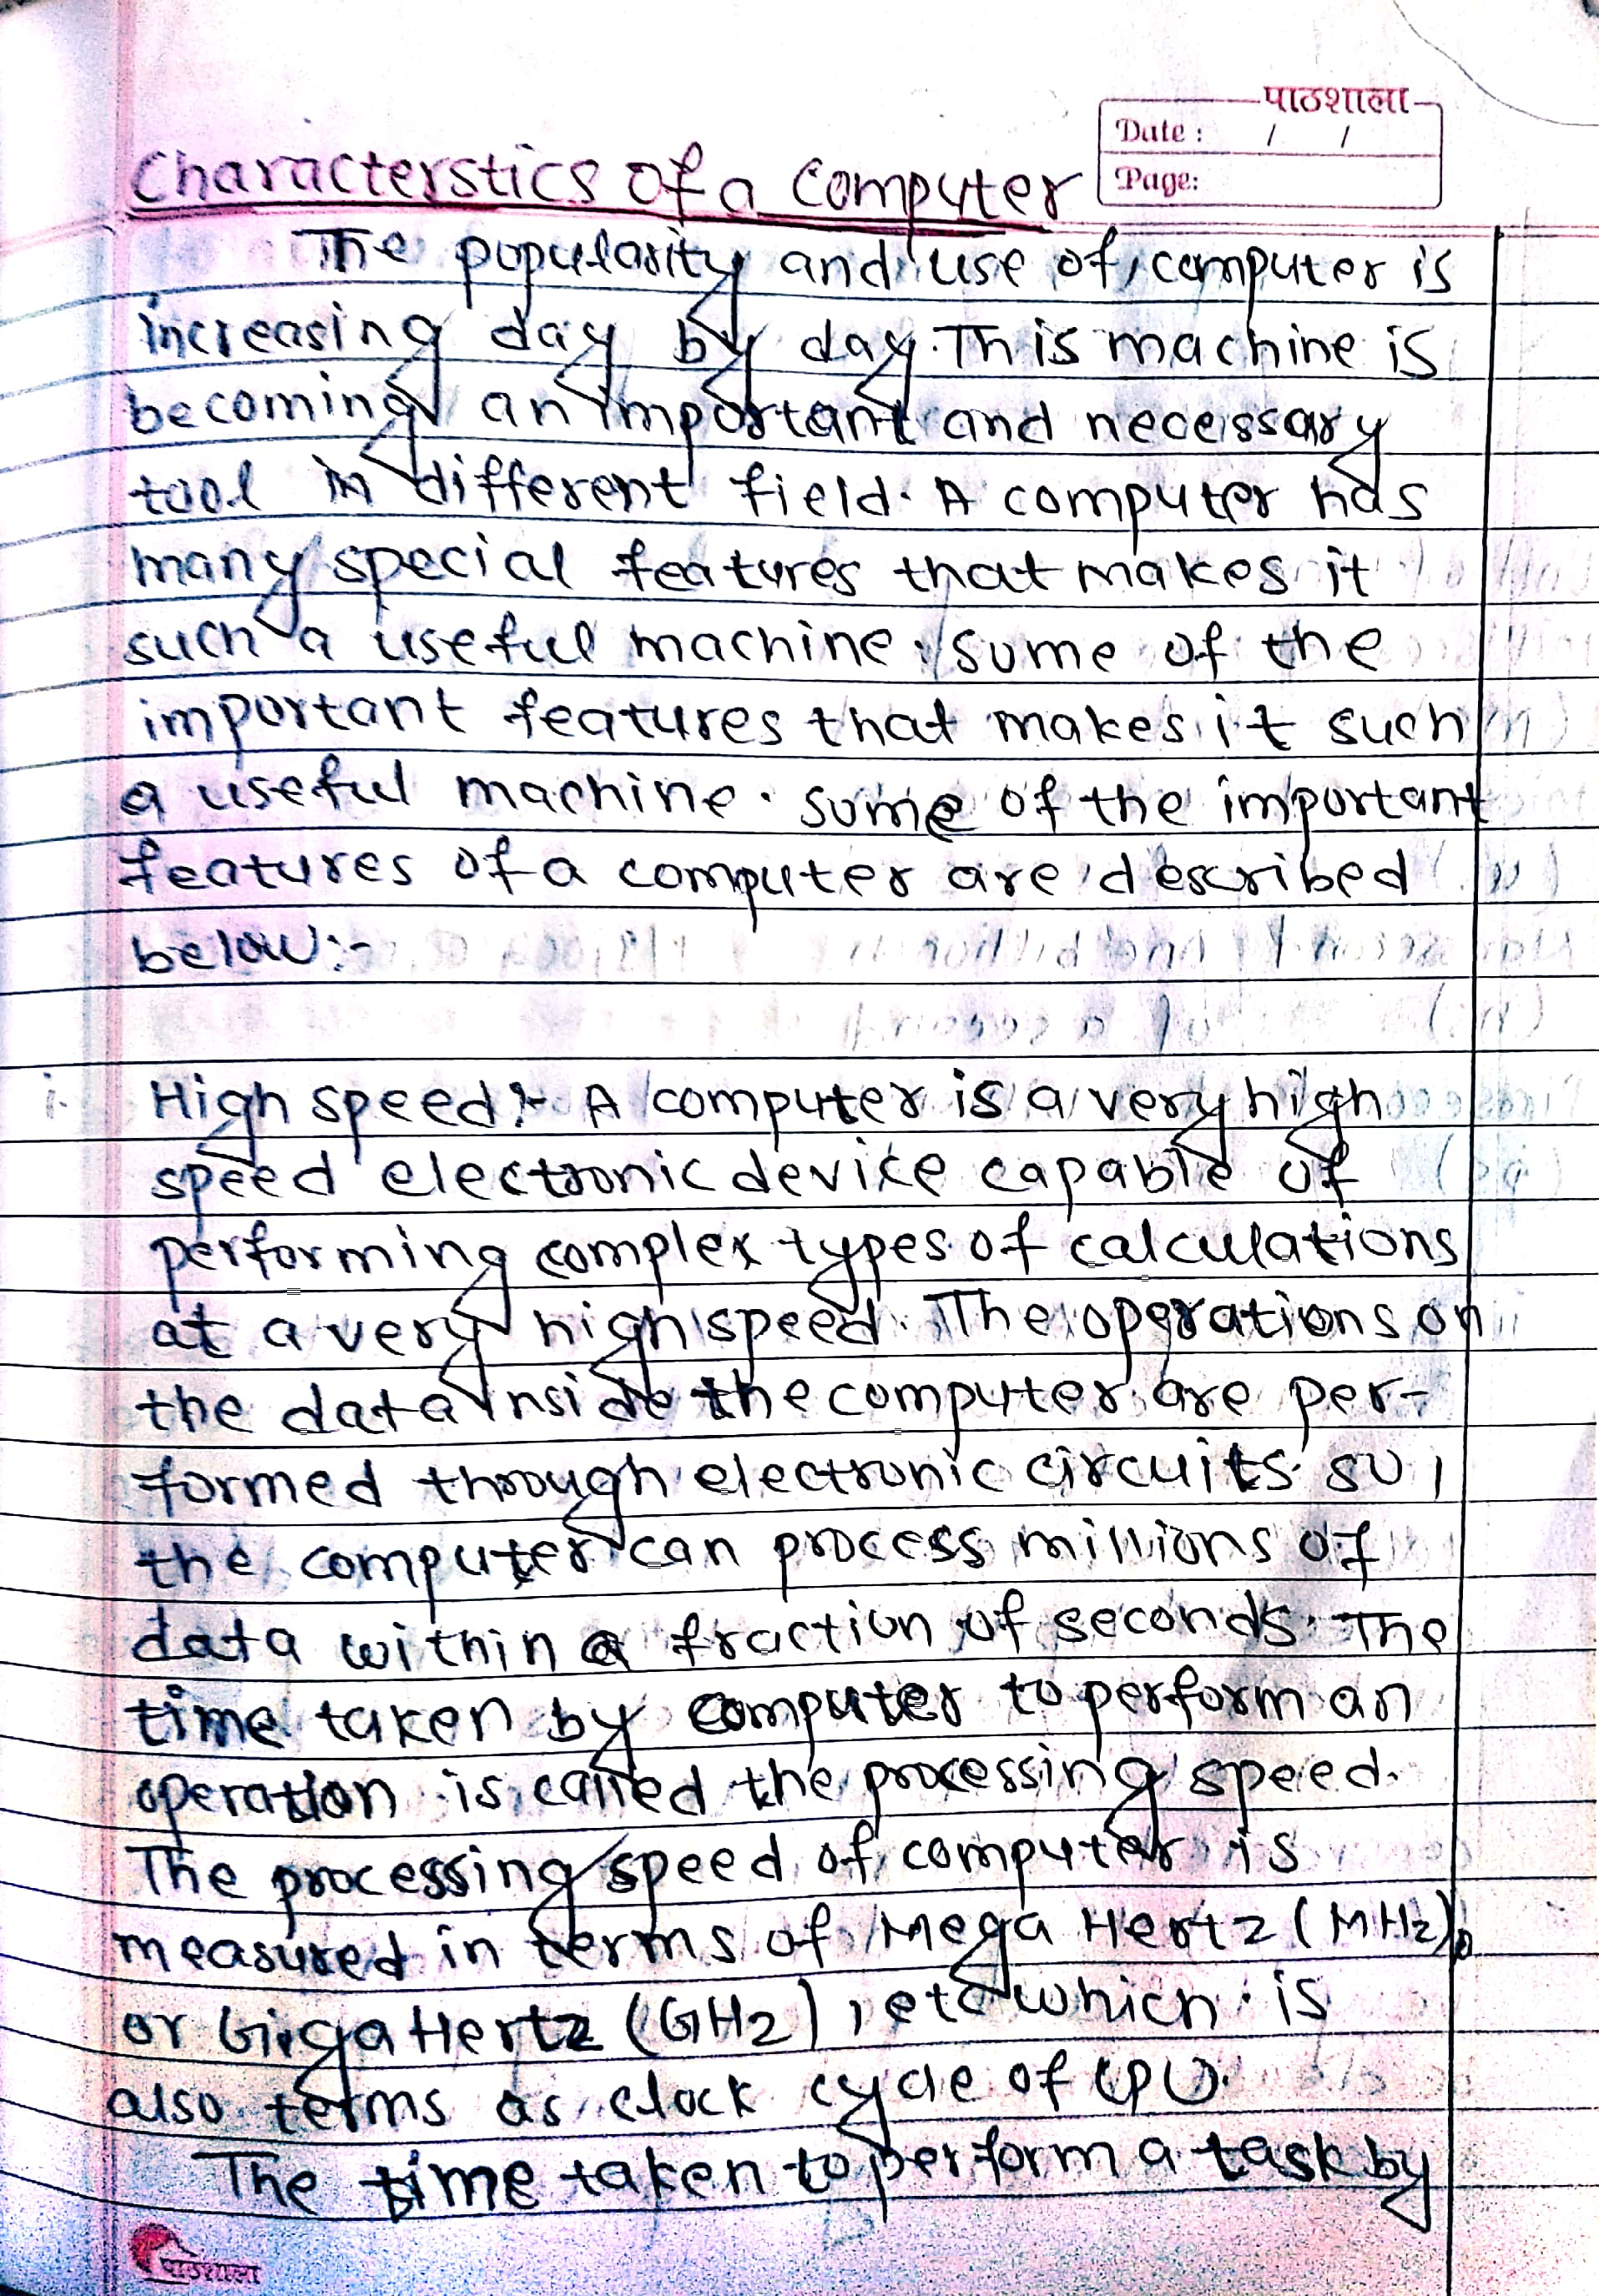 पाठशाला
Date : / /
Page:
Characterstics of a Computer
The popularity and use of computer is
increasing day by day. This machine is
becoming an important and necessary
tool in different field. A computer has
many special features that makes it
such a useful machine. some of the
important features that makes it such
a useful machine. some of the important
features of a computer are described
below:-
i. High speed:- A computer is a very high
speed electronic device capable of
performing complex types of calculations
at a very high speed. The operations on
the data inside the computer are per-
formed through electronic circuits. so,
the computer can process millions of
data within a fraction of seconds. The
time taken by computer to perform an
operation is called the processing speed.
The processing speed of computer is
measured in terms of Mega Hertz (MHz),
or Giga Hertz (GHz), etc which is
also terms as clock cycle of CPU.
The time taken to perform a task by
पाठशाला